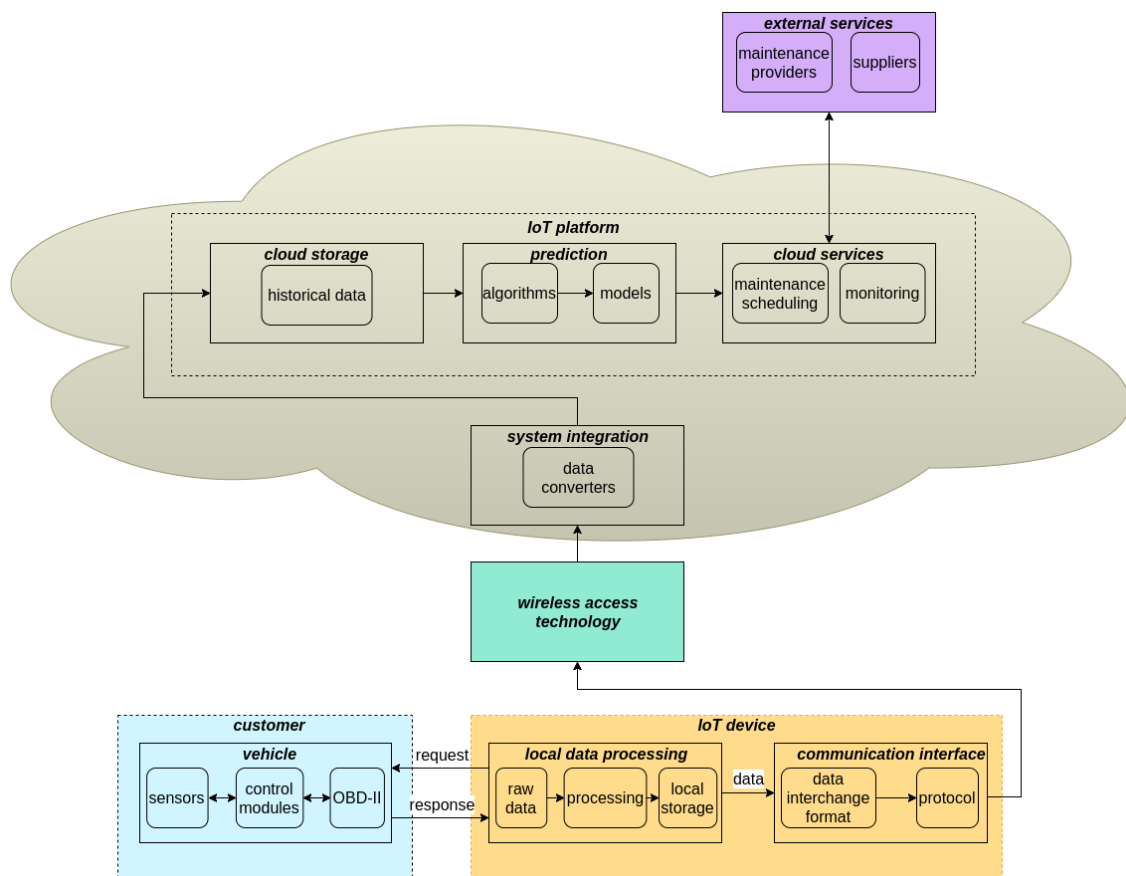 external services
maintenance
providers
suppliers
IoT platform
cloud storage
historical data
prediction
algorithms
models
cloud services
maintenance
scheduling
monitoring
system integration
data
converters
wireless access
technology
customer
vehicle
sensors
control
modules
OBD-II
request
response
IoT device
local data processing
raw
data
processing
local
storage
data
communication interface
data
interchange
format
protocol